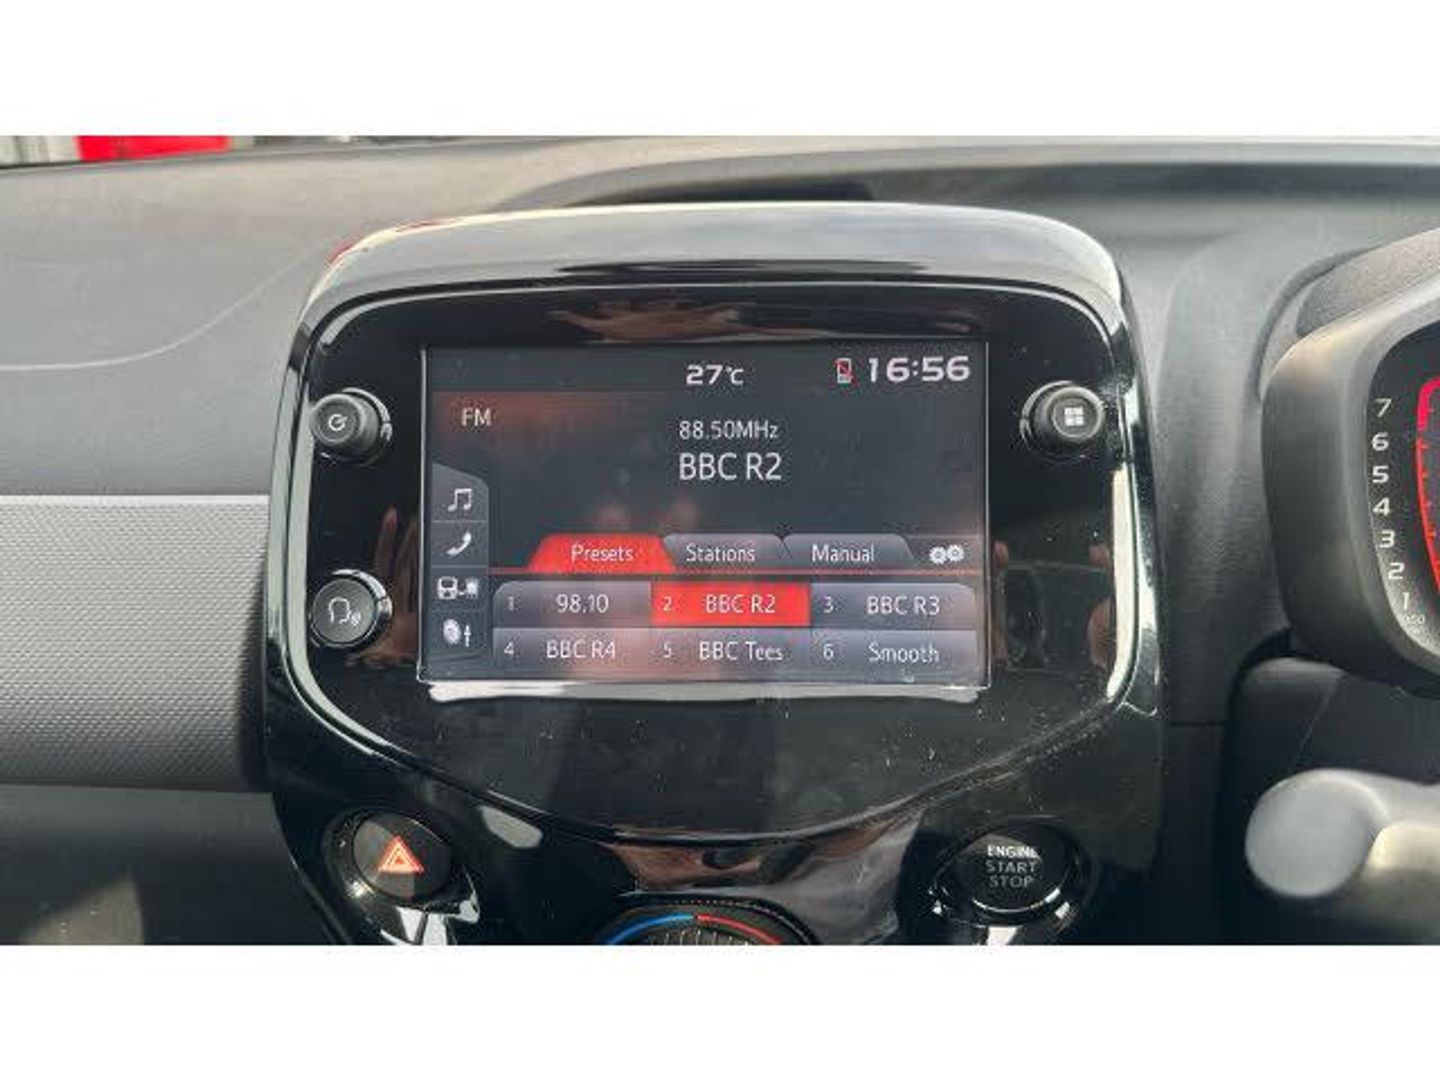 27°C 16:56
FM
88.50MHz
BBC R2
Presets Stations Manual
1 98.10 2 BBC R2 3 BBC R3
4 BBC R4 5 BBC Tees 6 Smooth
7
6
5
4
3
2
1
ENGINE
START
STOP